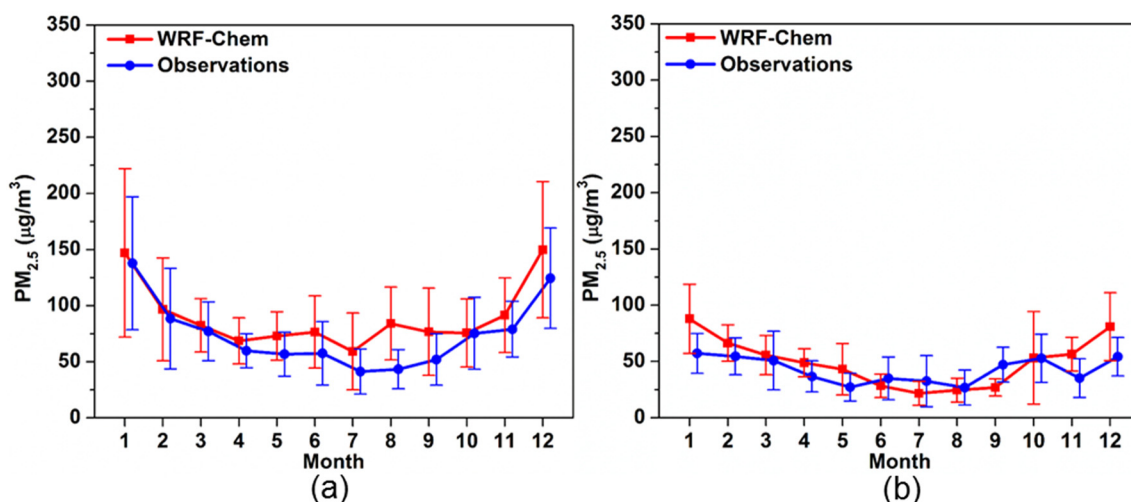 350
300
250
200
150
100
50
0
PM2.5 (μg/m³)
WRF-Chem
Observations
1 2 3 4 5 6 7 8 9 10 11 12
Month
(a)
350
300
250
200
150
100
50
0
PM2.5 (μg/m³)
WRF-Chem
Observations
1 2 3 4 5 6 7 8 9 10 11 12
Month
(b)